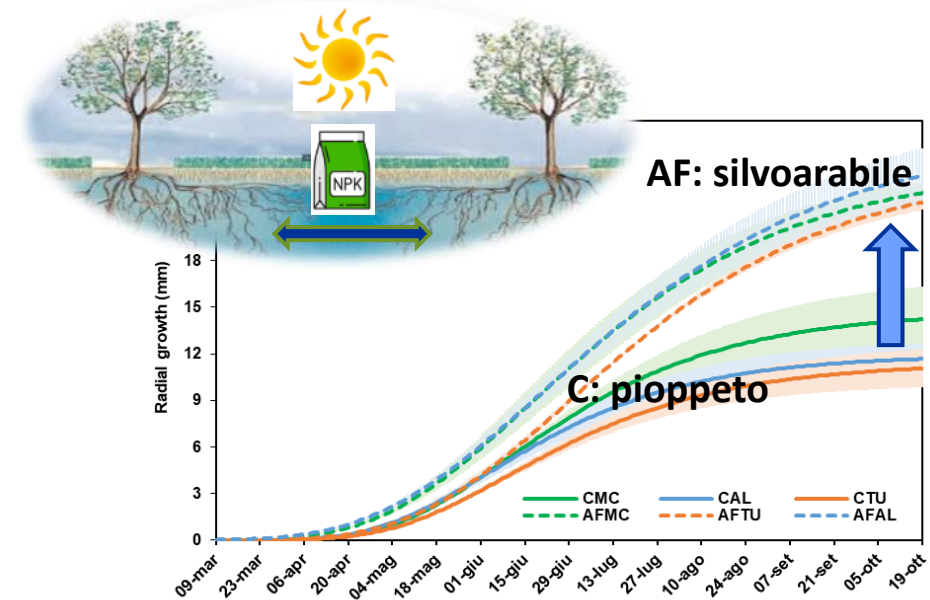 NPK
AF: silvoarabile
C: pioppeto
Radial growth (mm)
18
15
12
9
6
3
0
CMC CAL CTU
AFMC AFTU AFAL
09-mar 23-mar 06-apr 20-apr 04-mag 18-mag 01-giu 15-giu 29-giu 13-lug 27-lug 10-ago 24-ago 07-set 21-set 05-ott 19-ott